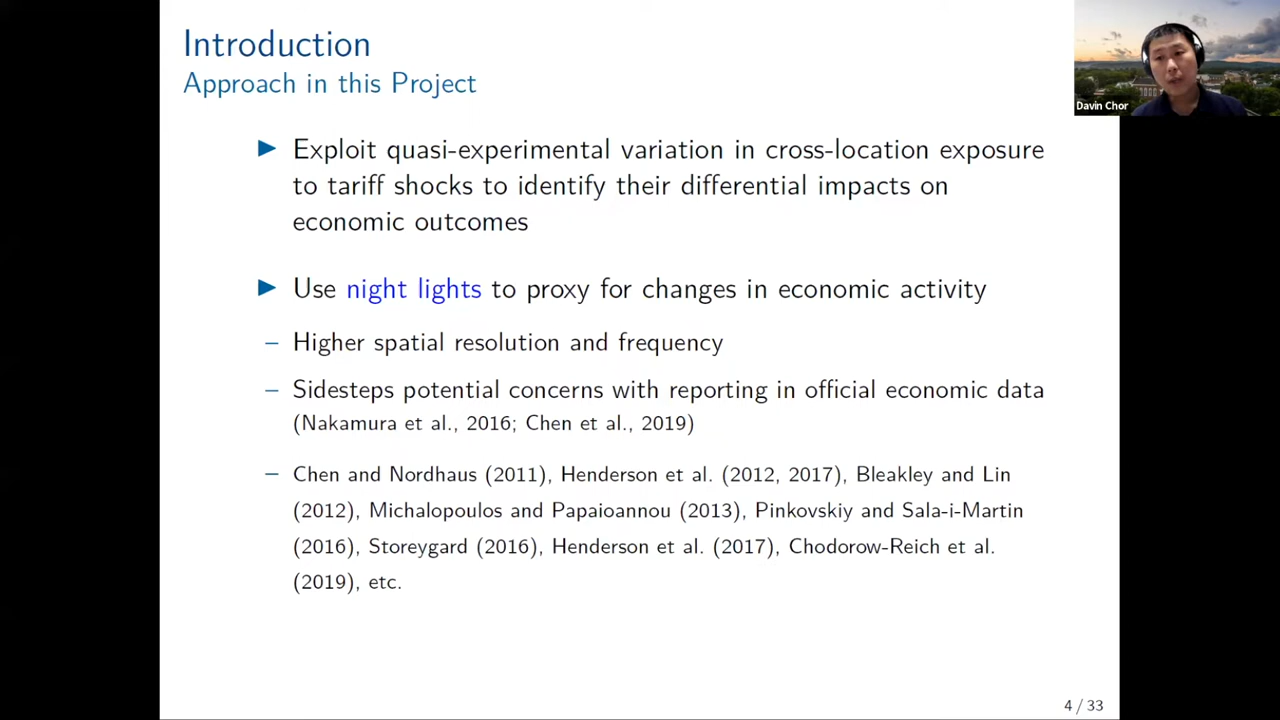 Introduction
Approach in this Project
Davin Chor
▶ Exploit quasi-experimental variation in cross-location exposure
to tariff shocks to identify their differential impacts on
economic outcomes
▶ Use night lights to proxy for changes in economic activity
– Higher spatial resolution and frequency
– Sidesteps potential concerns with reporting in official economic data
(Nakamura et al., 2016; Chen et al., 2019)
– Chen and Nordhaus (2011), Henderson et al. (2012, 2017), Bleakley and Lin
(2012), Michalopoulos and Papaioannou (2013), Pinkovskiy and Sala-i-Martin
(2016), Storeygard (2016), Henderson et al. (2017), Chodorow-Reich et al.
(2019), etc.
4 / 33